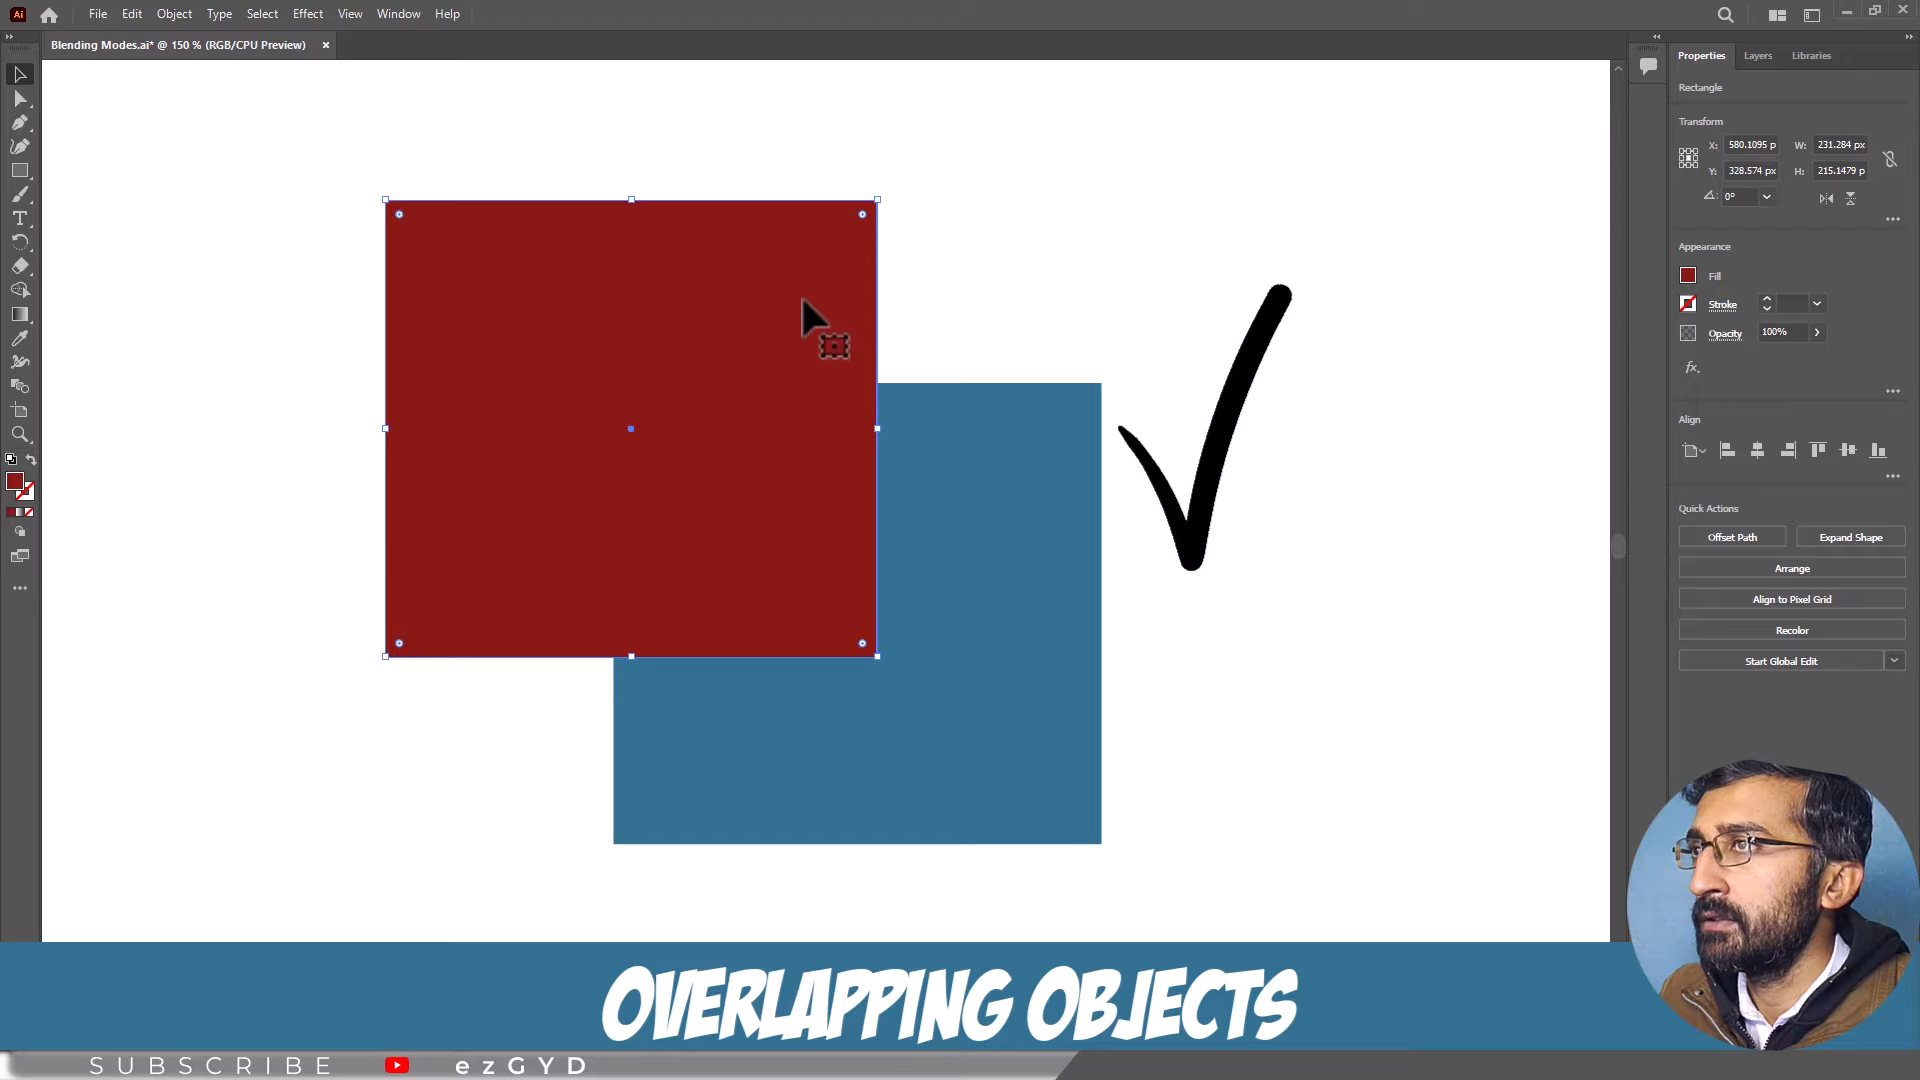 Ai File Edit Object Type Select Effect View Window Help
Blending Modes.ai* @ 150 % (RGB/CPU Preview) ×
Properties Layers Libraries
Rectangle
Transform
X: 580.1095 p W: 231.284 px
Y: 328.574 px H: 215.1479 p
0°
Appearance
Fill
Stroke
Opacity 100%
fx.
Align
Quick Actions
Offset Path Expand Shape
Arrange
Align to Pixel Grid
Recolor
Start Global Edit
OVERLAPPING OBJECTS
SUBSCRIBE ezGYD